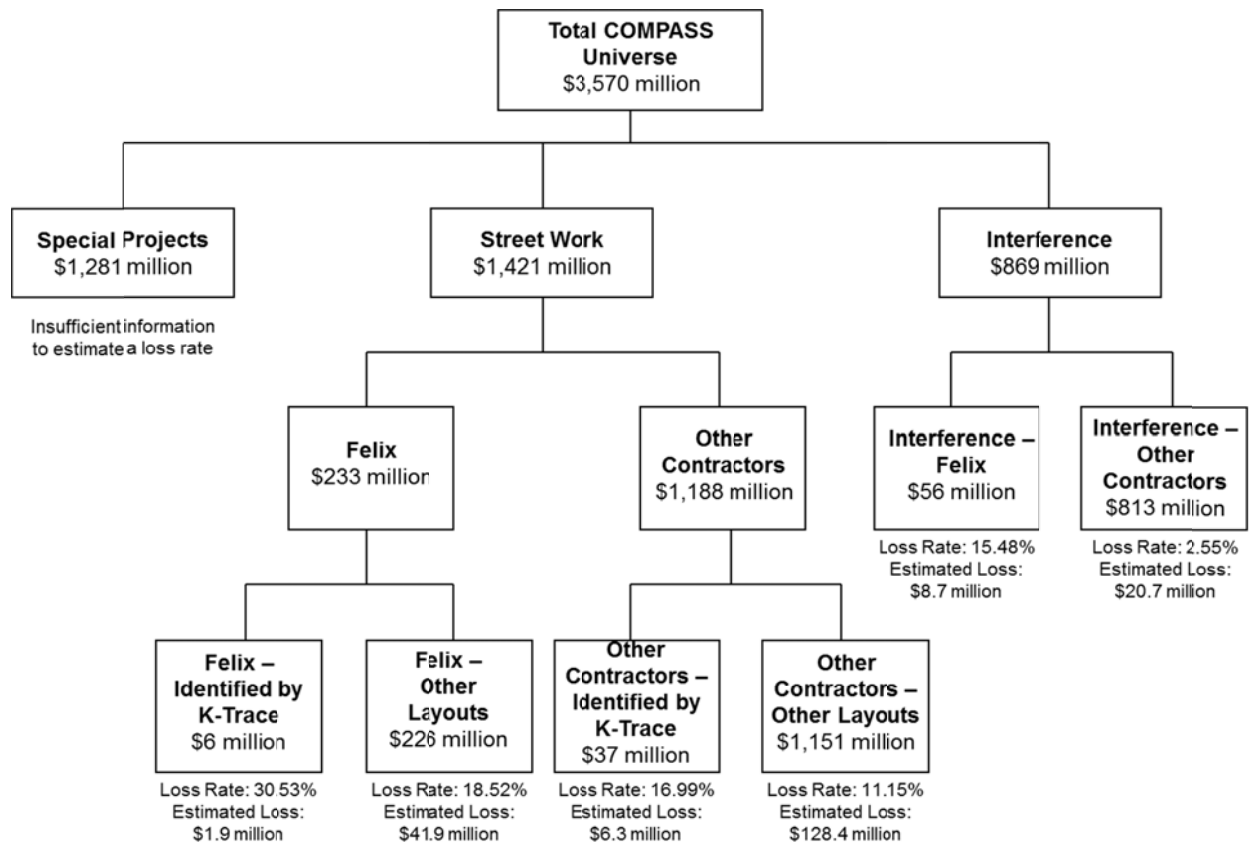 Total COMPASS
Universe
$3,570 million
Special Projects
$1,281 million
Street Work
$1,421 million
Interference
$869 million
Insufficient information
to estimate a loss rate
Felix
$233 million
Other
Contractors
$1,188 million
Interference –
Felix
$56 million
Interference –
Other
Contractors
$813 million
Loss Rate: 15.48%
Estimated Loss:
$8.7 million
Loss Rate: 2.55%
Estimated Loss:
$20.7 million
Felix –
Identified by
K-Trace
$6 million
Felix –
Other
Layouts
$226 million
Other
Contractors –
Identified by
K-Trace
$37 million
Other
Contractors –
Other Layouts
$1,151 million
Loss Rate: 30.53%
Estimated Loss:
$1.9 million
Loss Rate: 18.52%
Estimated Loss:
$41.9 million
Loss Rate: 16.99%
Estimated Loss:
$6.3 million
Loss Rate: 11.15%
Estimated Loss:
$128.4 million